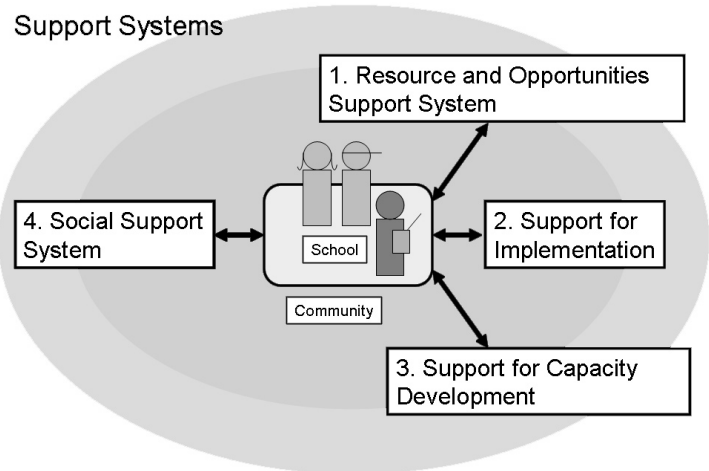 Support Systems
1. Resource and Opportunities
Support System
4. Social Support
System
School
2. Support for
Implementation
Community
3. Support for Capacity
Development